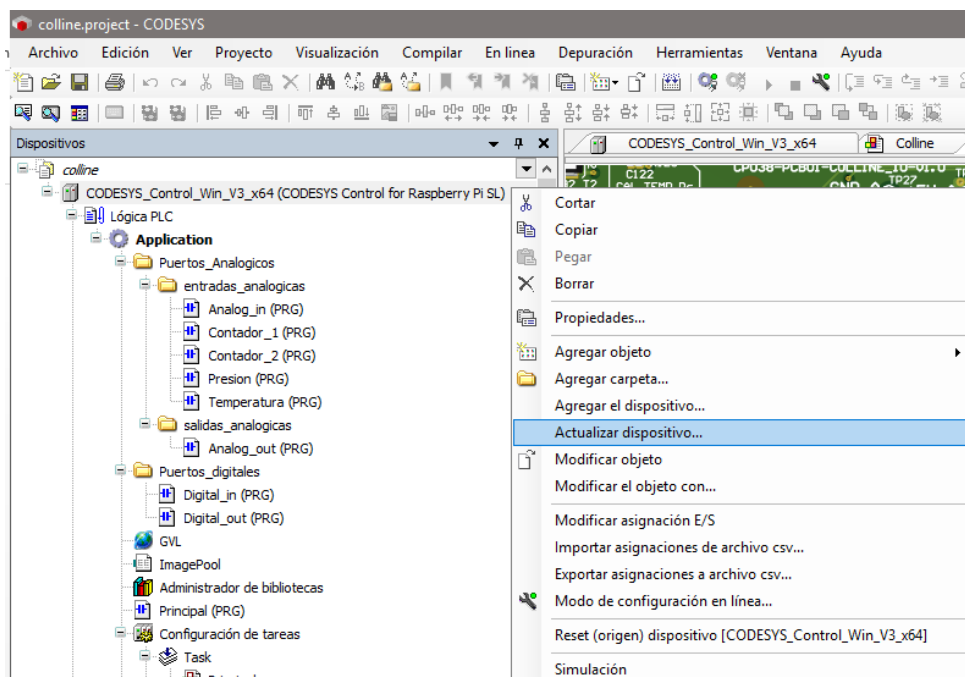 colline.project - CODESYS
Archivo Edición Ver Proyecto Visualización Compilar En linea Depuración Herramientas Ventana Ayuda
Dispositivos
CODESYS_Control_Win_V3_x64
Colline
colline
CODESYS_Control_Win_V3_x64 (CODESYS Control for Raspberry Pi SL)
Lógica PLC
Application
Puertos_Analogicos
entradas_analogicas
Analog_in (PRG)
Contador_1 (PRG)
Contador_2 (PRG)
Presion (PRG)
Temperatura (PRG)
salidas_analogicas
Analog_out (PRG)
Puertos_digitales
Digital_in (PRG)
Digital_out (PRG)
GVL
ImagePool
Administrador de bibliotecas
Principal (PRG)
Configuración de tareas
Task
C122
TP27
Cortar
Copiar
Pegar
Borrar
Propiedades...
Agregar objeto
Agregar carpeta...
Agregar el dispositivo...
Actualizar dispositivo...
Modificar objeto
Modificar el objeto con...
Modificar asignación E/S
Importar asignaciones de archivo csv...
Exportar asignaciones a archivo csv...
Modo de configuración en línea...
Reset (origen) dispositivo [CODESYS_Control_Win_V3_x64]
Simulación